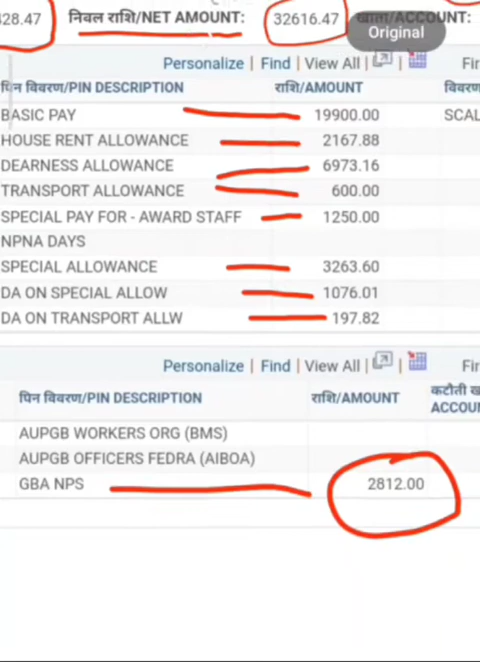 428.47 निवल राशि/NET AMOUNT: 32616.47 /ACCOUNT:
Original
Personalize | Find | View All | |
पिन विवरण/PIN DESCRIPTION राशि/AMOUNT
BASIC PAY 19900.00 SCAL
HOUSE RENT ALLOWANCE 2167.88
DEARNESS ALLOWANCE 6973.16
TRANSPORT ALLOWANCE 600.00
SPECIAL PAY FOR - AWARD STAFF 1250.00
NPNA DAYS
SPECIAL ALLOWANCE 3263.60
DA ON SPECIAL ALLOW 1076.01
DA ON TRANSPORT ALLW 197.82
Personalize | Find | View All | |
पिन विवरण/PIN DESCRIPTION राशि/AMOUNT कटौती
ACCOU
AUPGB WORKERS ORG (BMS)
AUPGB OFFICERS FEDRA (AIBOA)
GBA NPS 2812.00